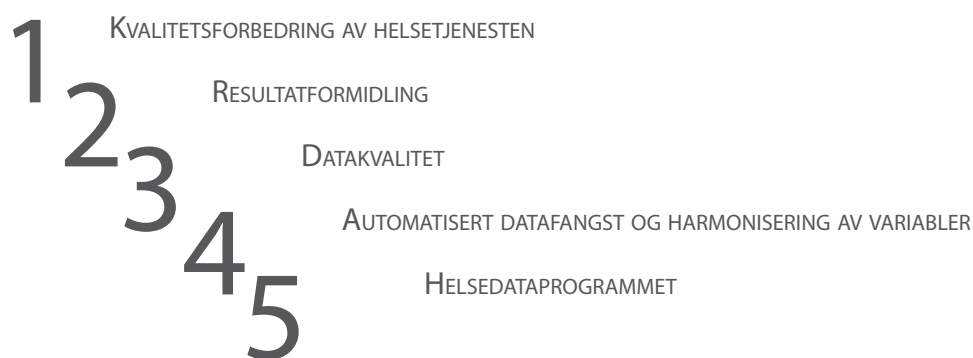 1 Kvalitetsforbedring av helsetjenesten
2 Resultatformidling
3 Datakvalitet
4 Automatisert datafangst og harmonisering av variabler
5 Helsedataprogrammet